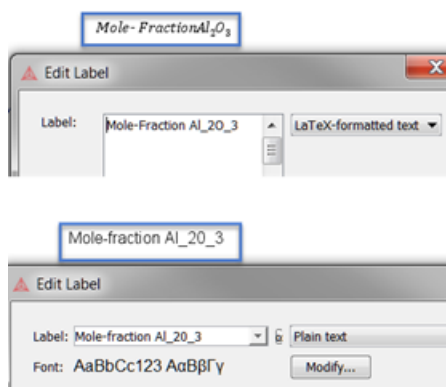 Mole- FractionAl₂O₃
Edit Label
X
Label: Mole-Fraction Al_2O_3 LaTeX-formatted text
Mole-fraction Al_20_3
Edit Label
Label: Mole-fraction Al_20_3 Plain text
Font: AaBbCc123 ΑαΒβΓγ Modify...